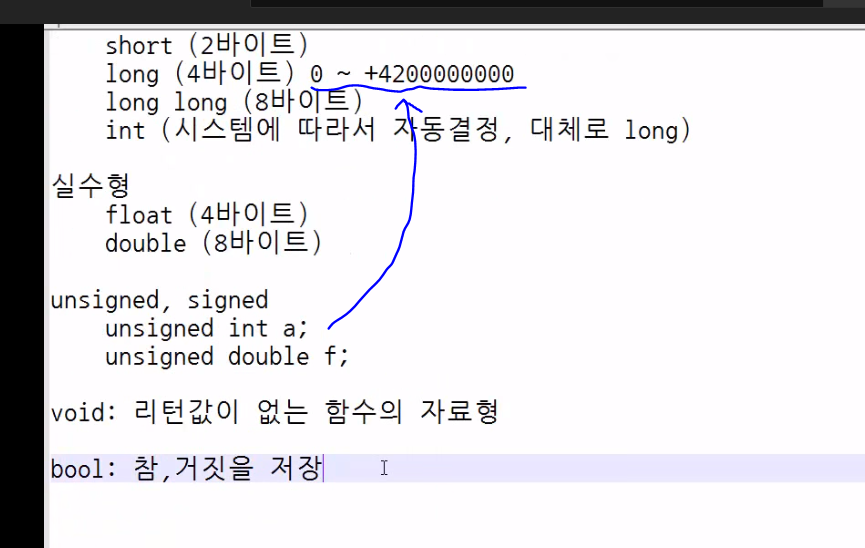 short (2바이트)
long (4바이트) 0 ~ +4200000000
long long (8바이트)
int (시스템에 따라서 자동결정, 대체로 long)
실수형
float (4바이트)
double (8바이트)
unsigned, signed
unsigned int a;
unsigned double f;
void: 리턴값이 없는 함수의 자료형
bool: 참,거짓을 저장